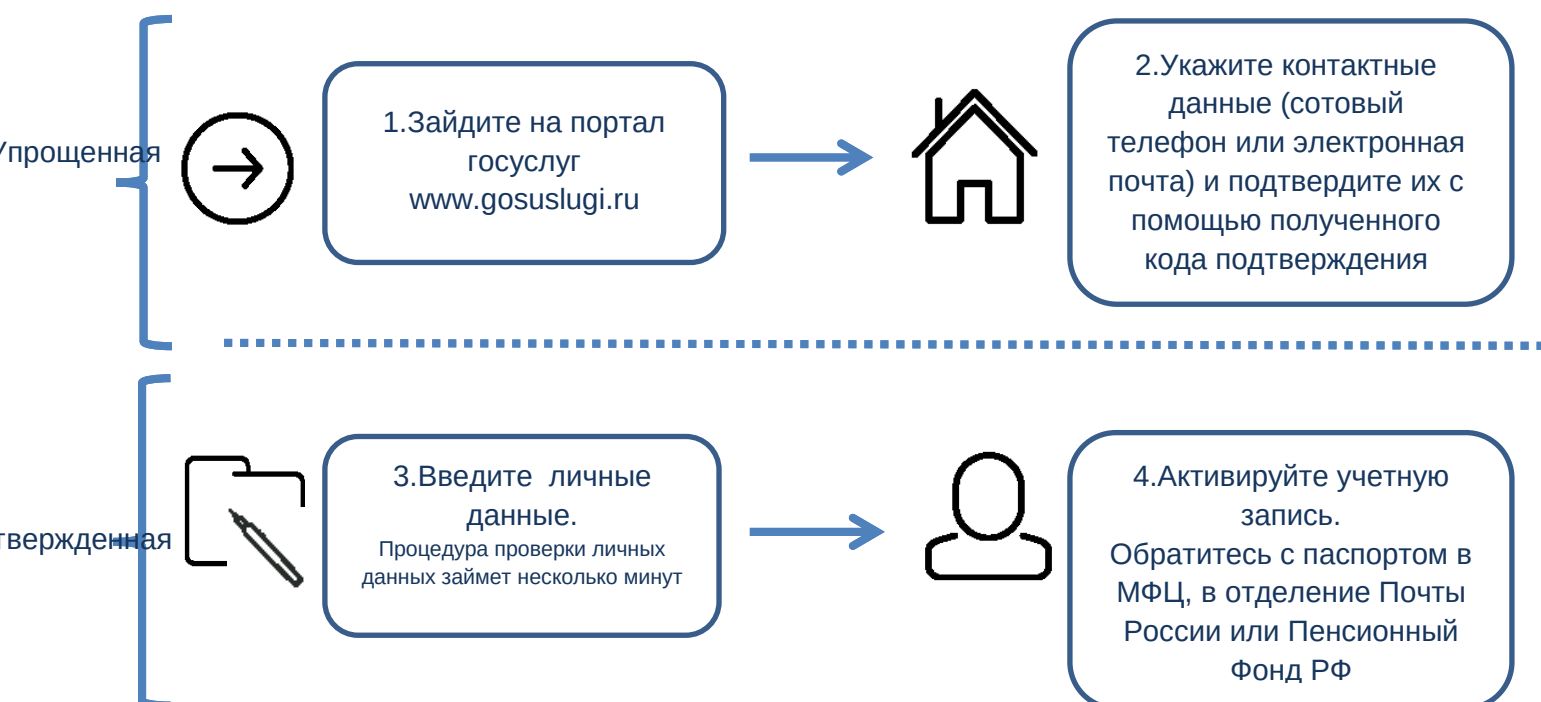 Упрощенная
1.Зайдите на портал
госуслуг
www.gosuslugi.ru
2.Укажите контактные
данные (сотовый
телефон или электронная
почта) и подтвердите их с
помощью полученного
кода подтверждения
твержденная
3.Введите личные
данные.
Процедура проверки личных
данных займет несколько минут
4.Активируйте учетную
запись.
Обратитесь с паспортом в
МФЦ, в отделение Почты
России или Пенсионный
Фонд РФ